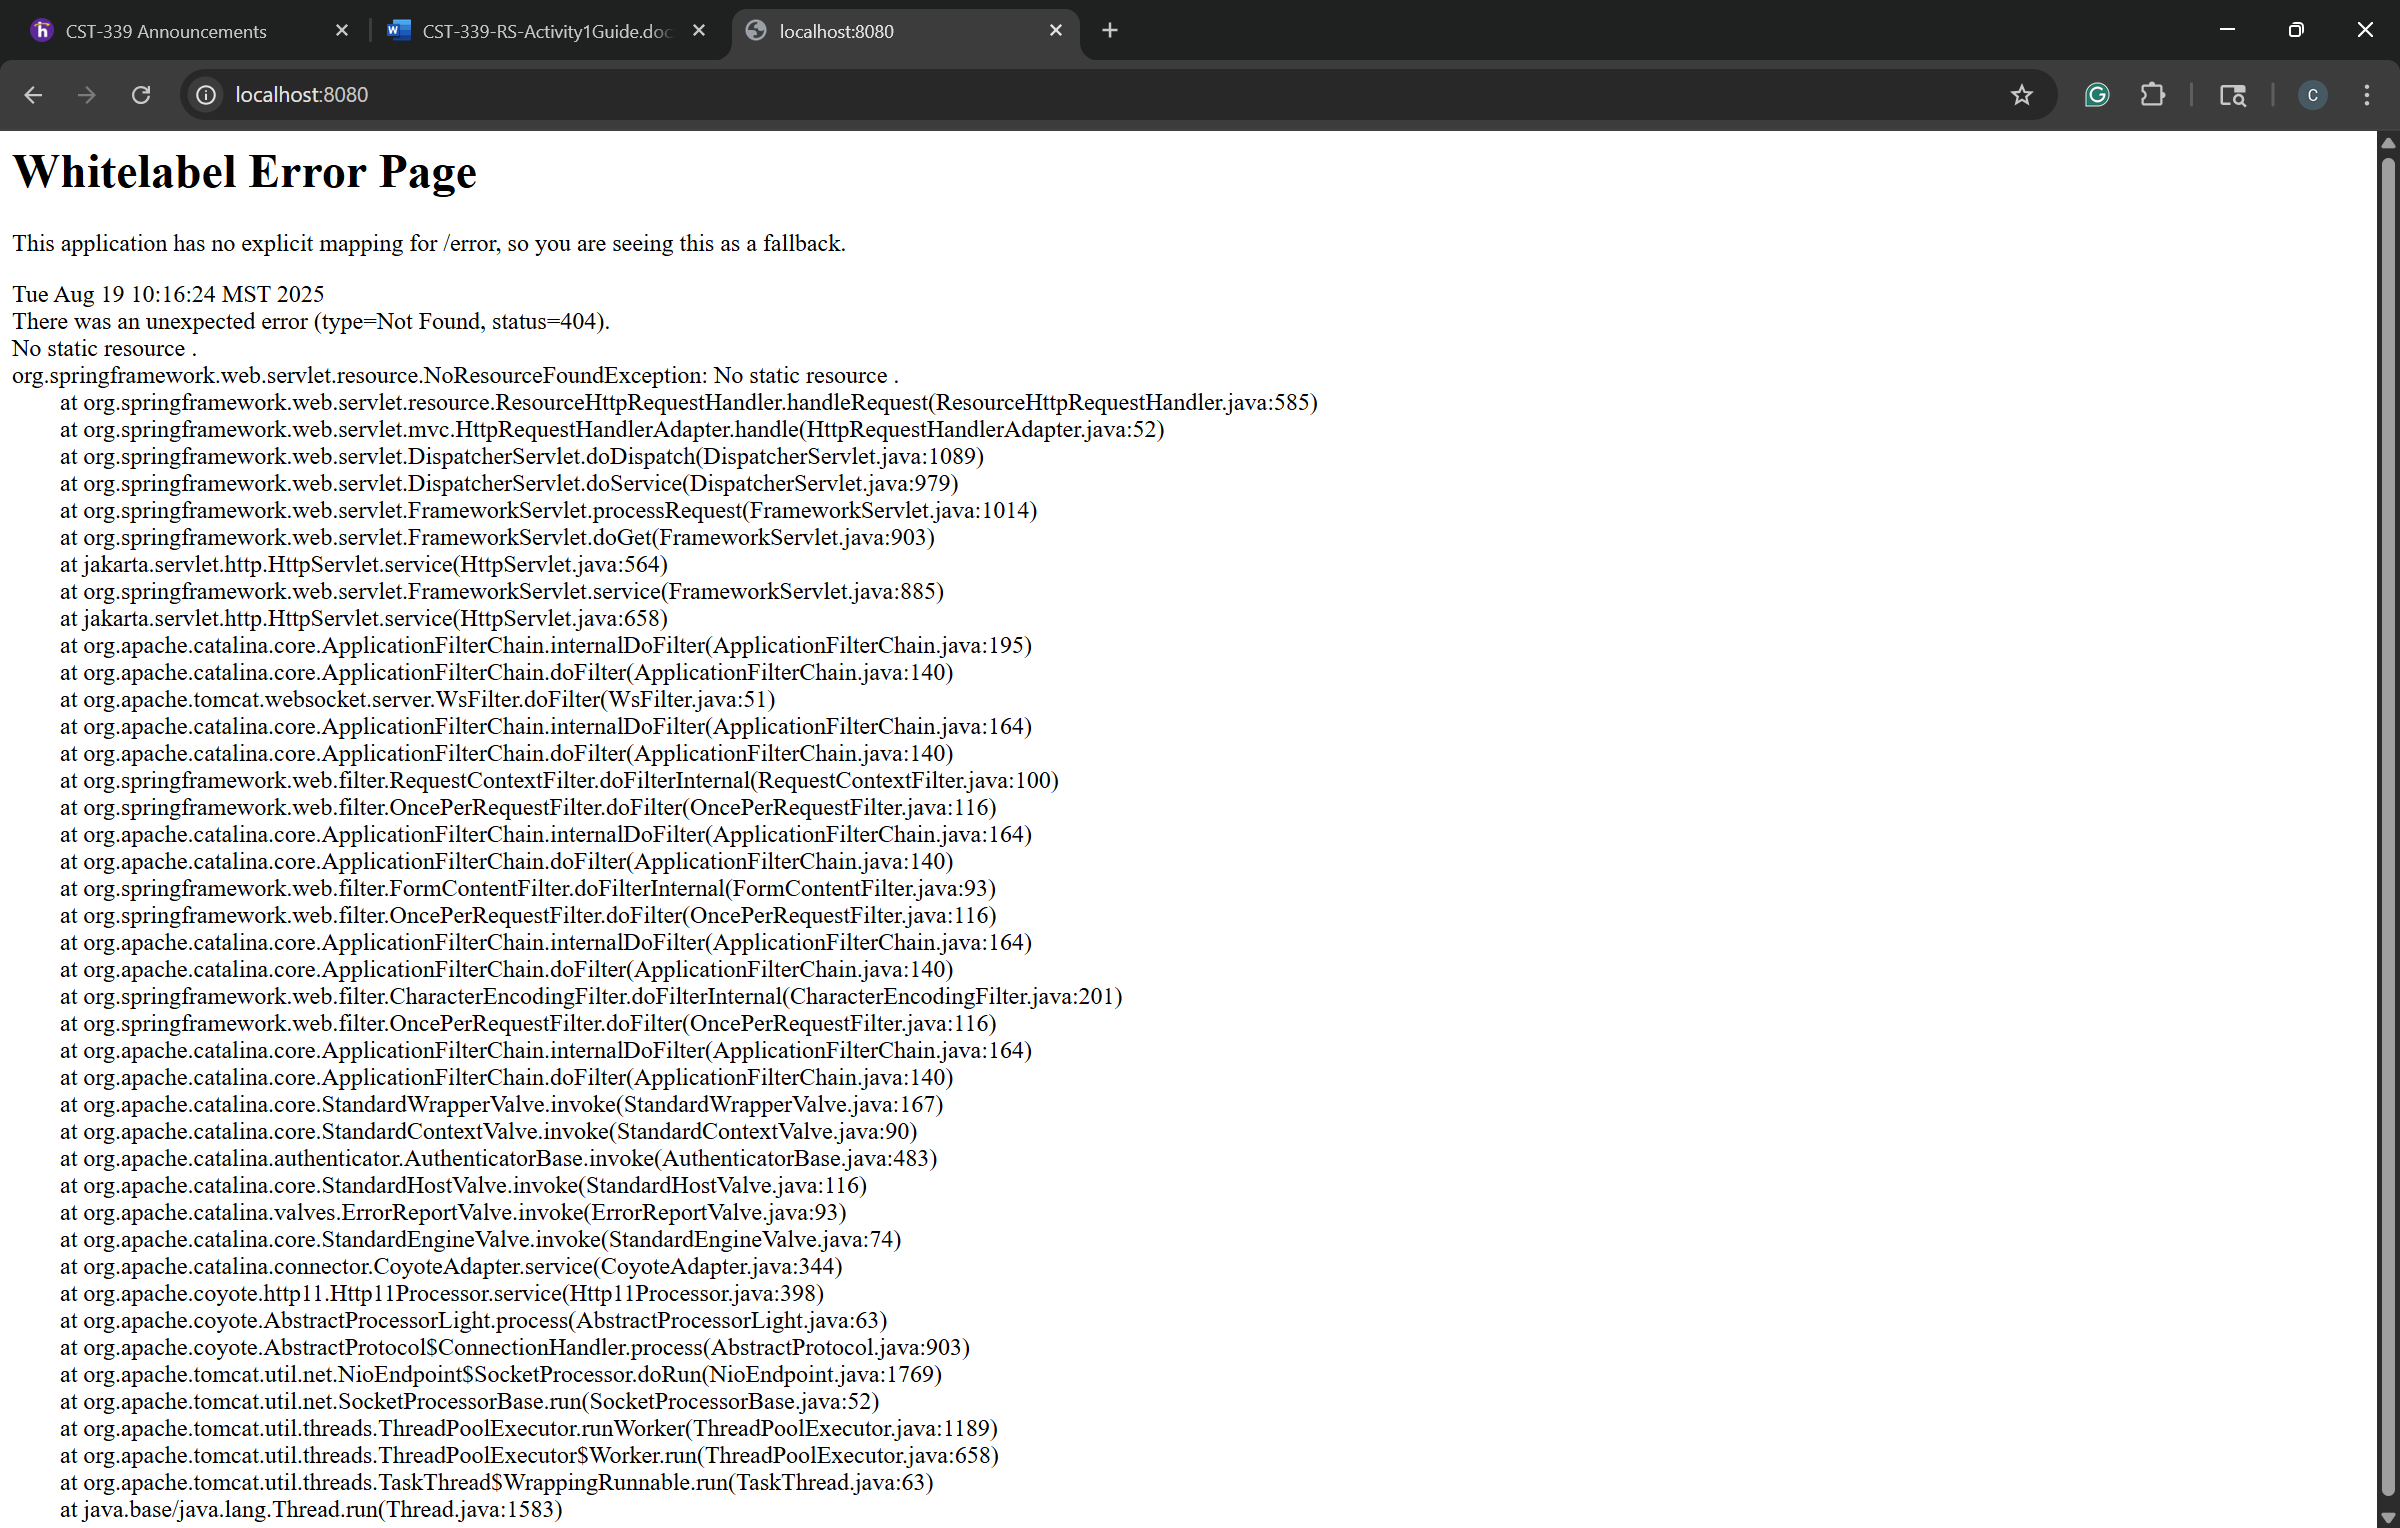 CST-339 Announcements
CST-339-RS-Activity1Guide.doc
localhost:8080
localhost:8080
C
Whitelabel Error Page
This application has no explicit mapping for /error, so you are seeing this as a fallback.
Tue Aug 19 10:16:24 MST 2025
There was an unexpected error (type=Not Found, status=404).
No static resource .
org.springframework.web.servlet.resource.NoResourceFoundException: No static resource .
at org.springframework.web.servlet.resource.ResourceHttpRequestHandler.handleRequest(ResourceHttpRequestHandler.java:585)
at org.springframework.web.servlet.mvc.HttpRequestHandlerAdapter.handle(HttpRequestHandlerAdapter.java:52)
at org.springframework.web.servlet.DispatcherServlet.doDispatch(DispatcherServlet.java:1089)
at org.springframework.web.servlet.DispatcherServlet.doService(DispatcherServlet.java:979)
at org.springframework.web.servlet.FrameworkServlet.processRequest(FrameworkServlet.java:1014)
at org.springframework.web.servlet.FrameworkServlet.doGet(FrameworkServlet.java:903)
at jakarta.servlet.http.HttpServlet.service(HttpServlet.java:564)
at org.springframework.web.servlet.FrameworkServlet.service(FrameworkServlet.java:885)
at jakarta.servlet.http.HttpServlet.service(HttpServlet.java:658)
at org.apache.catalina.core.ApplicationFilterChain.internalDoFilter(ApplicationFilterChain.java:195)
at org.apache.catalina.core.ApplicationFilterChain.doFilter(ApplicationFilterChain.java:140)
at org.apache.tomcat.websocket.server.WsFilter.doFilter(WsFilter.java:51)
at org.apache.catalina.core.ApplicationFilterChain.internalDoFilter(ApplicationFilterChain.java:164)
at org.apache.catalina.core.ApplicationFilterChain.doFilter(ApplicationFilterChain.java:140)
at org.springframework.web.filter.RequestContextFilter.doFilterInternal(RequestContextFilter.java:100)
at org.springframework.web.filter.OncePerRequestFilter.doFilter(OncePerRequestFilter.java:116)
at org.apache.catalina.core.ApplicationFilterChain.internalDoFilter(ApplicationFilterChain.java:164)
at org.apache.catalina.core.ApplicationFilterChain.doFilter(ApplicationFilterChain.java:140)
at org.springframework.web.filter.FormContentFilter.doFilterInternal(FormContentFilter.java:93)
at org.springframework.web.filter.OncePerRequestFilter.doFilter(OncePerRequestFilter.java:116)
at org.apache.catalina.core.ApplicationFilterChain.internalDoFilter(ApplicationFilterChain.java:164)
at org.apache.catalina.core.ApplicationFilterChain.doFilter(ApplicationFilterChain.java:140)
at org.springframework.web.filter.CharacterEncodingFilter.doFilterInternal(CharacterEncodingFilter.java:201)
at org.springframework.web.filter.OncePerRequestFilter.doFilter(OncePerRequestFilter.java:116)
at org.apache.catalina.core.ApplicationFilterChain.internalDoFilter(ApplicationFilterChain.java:164)
at org.apache.catalina.core.ApplicationFilterChain.doFilter(ApplicationFilterChain.java:140)
at org.apache.catalina.core.StandardWrapperValve.invoke(StandardWrapperValve.java:167)
at org.apache.catalina.core.StandardContextValve.invoke(StandardContextValve.java:90)
at org.apache.catalina.authenticator.AuthenticatorBase.invoke(AuthenticatorBase.java:483)
at org.apache.catalina.core.StandardHostValve.invoke(StandardHostValve.java:116)
at org.apache.catalina.valves.ErrorReportValve.invoke(ErrorReportValve.java:93)
at org.apache.catalina.core.StandardEngineValve.invoke(StandardEngineValve.java:74)
at org.apache.catalina.connector.CoyoteAdapter.service(CoyoteAdapter.java:344)
at org.apache.coyote.http11.Http11Processor.service(Http11Processor.java:398)
at org.apache.coyote.AbstractProcessorLight.process(AbstractProcessorLight.java:63)
at org.apache.coyote.AbstractProtocol$ConnectionHandler.process(AbstractProtocol.java:903)
at org.apache.tomcat.util.net.NioEndpoint$SocketProcessor.doRun(NioEndpoint.java:1769)
at org.apache.tomcat.util.net.SocketProcessorBase.run(SocketProcessorBase.java:52)
at org.apache.tomcat.util.threads.ThreadPoolExecutor.runWorker(ThreadPoolExecutor.java:1189)
at org.apache.tomcat.util.threads.ThreadPoolExecutor$Worker.run(ThreadPoolExecutor.java:658)
at org.apache.tomcat.util.threads.TaskThread$WrappingRunnable.run(TaskThread.java:63)
at java.base/java.lang.Thread.run(Thread.java:1583)